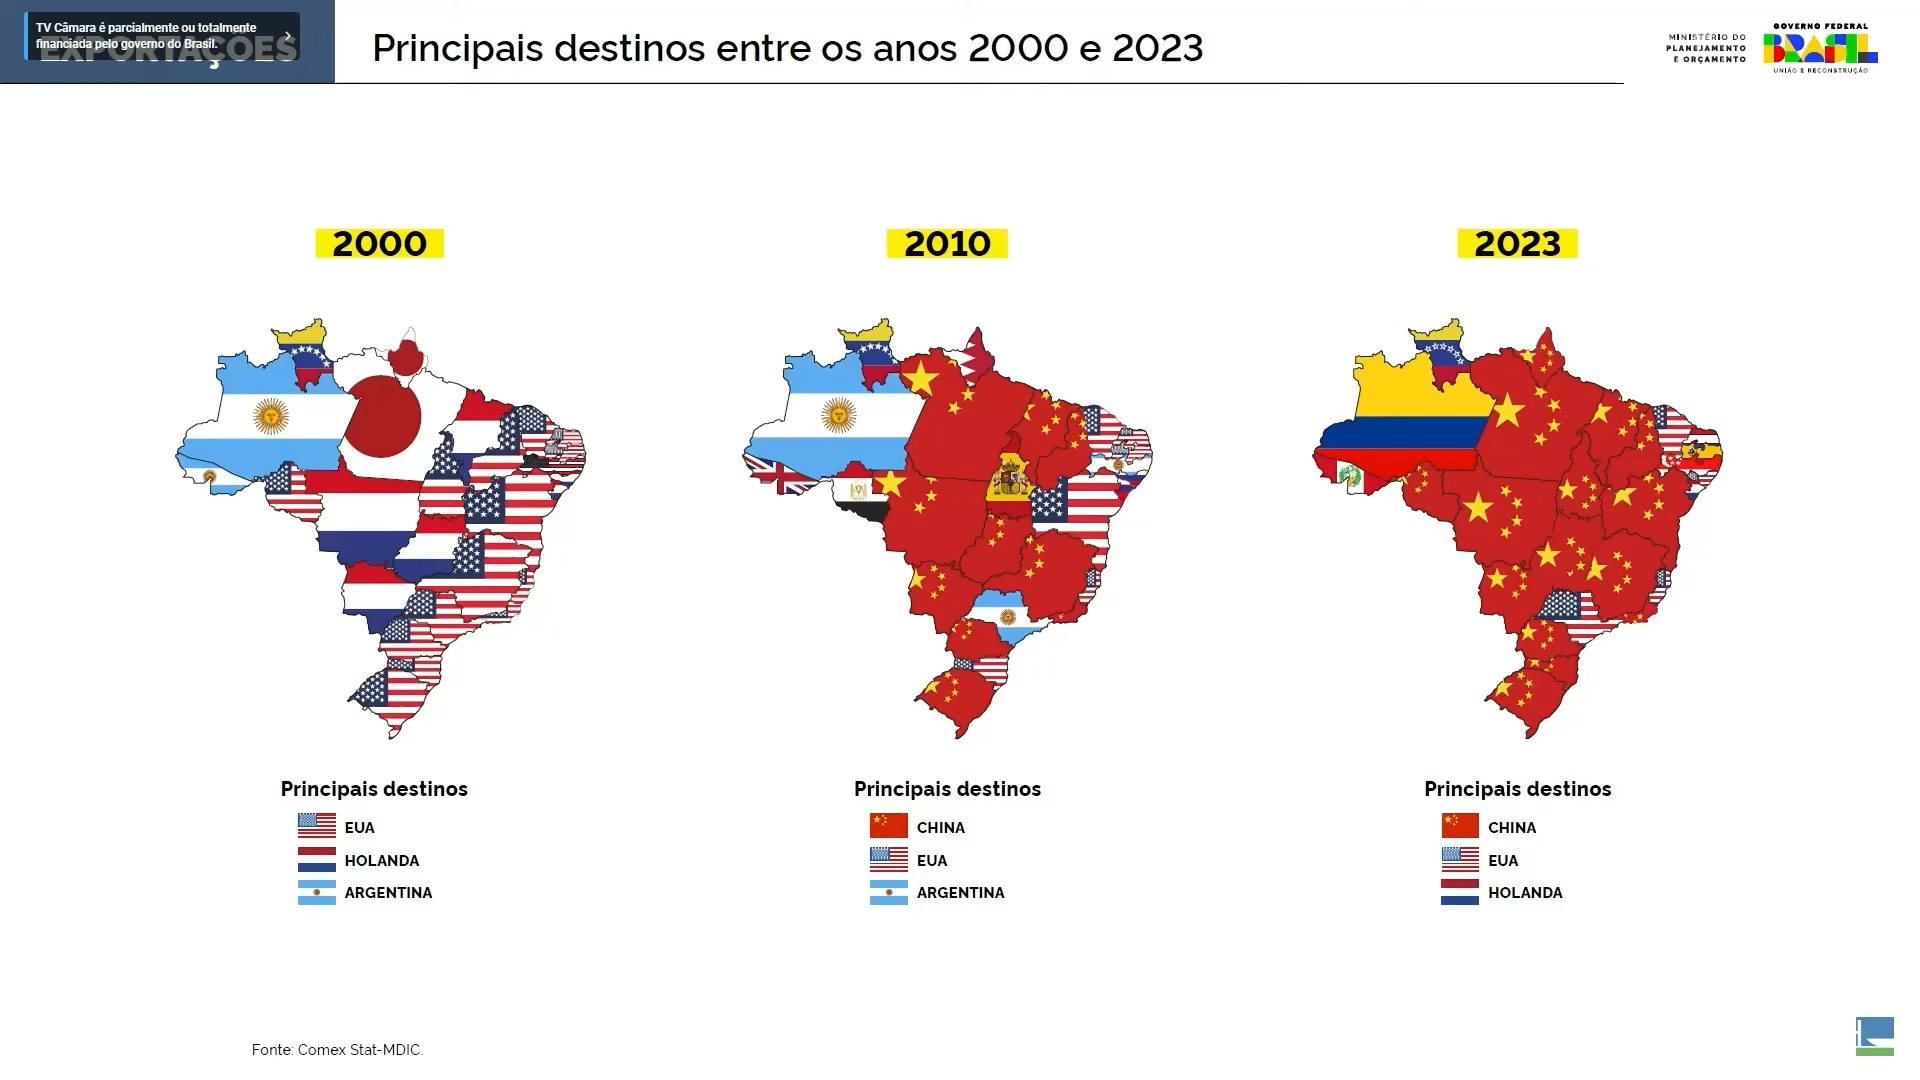 TV Câmara é parcialmente ou totalmente
financiada pelo governo do Brasil.
EXPORTAÇÕES
Principais destinos entre os anos 2000 e 2023
MINISTÉRIO DO
PLANEJAMENTO
E ORÇAMENTO
GOVERNO FEDERAL
BRASIL
UNIÃO E RECONSTRUÇÃO
2000
2010
2023
Principais destinos
EUA
HOLANDA
ARGENTINA
Principais destinos
CHINA
EUA
ARGENTINA
Principais destinos
CHINA
EUA
HOLANDA
Fonte: Comex Stat-MDIC.